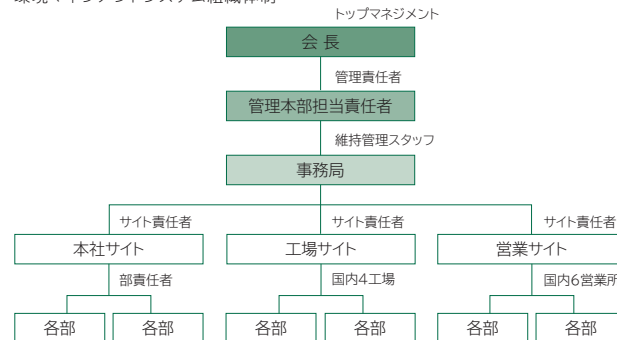 トップマネジメント
会 長
管理責任者
管理本部担当責任者
維持管理スタッフ
事務局
サイト責任者 サイト責任者 サイト責任者
本社サイト 工場サイト 営業サイト
部責任者 国内4工場 国内6営業所
各部 各部 各部 各部 各部 各部